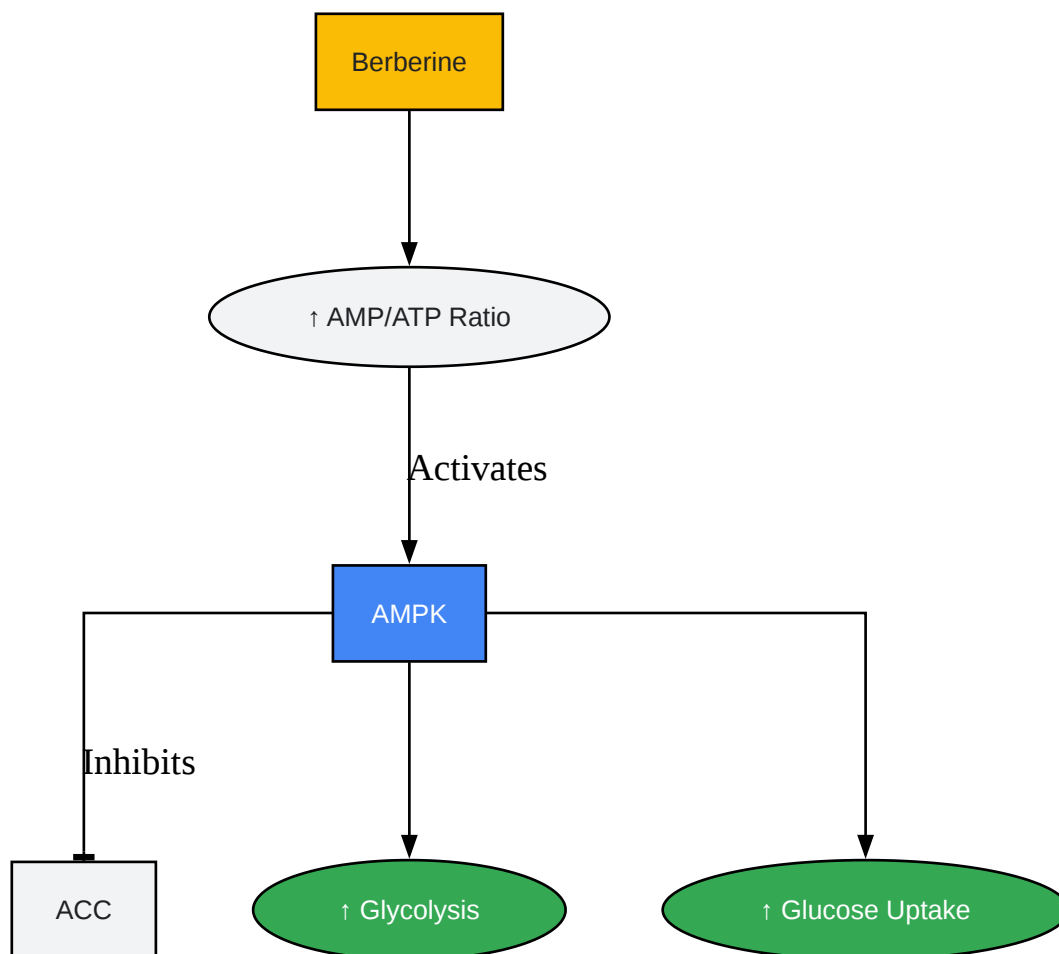 Berberine
↑ AMP/ATP Ratio
Activates
AMPK
Inhibits
ACC
↑ Glycolysis
↑ Glucose Uptake